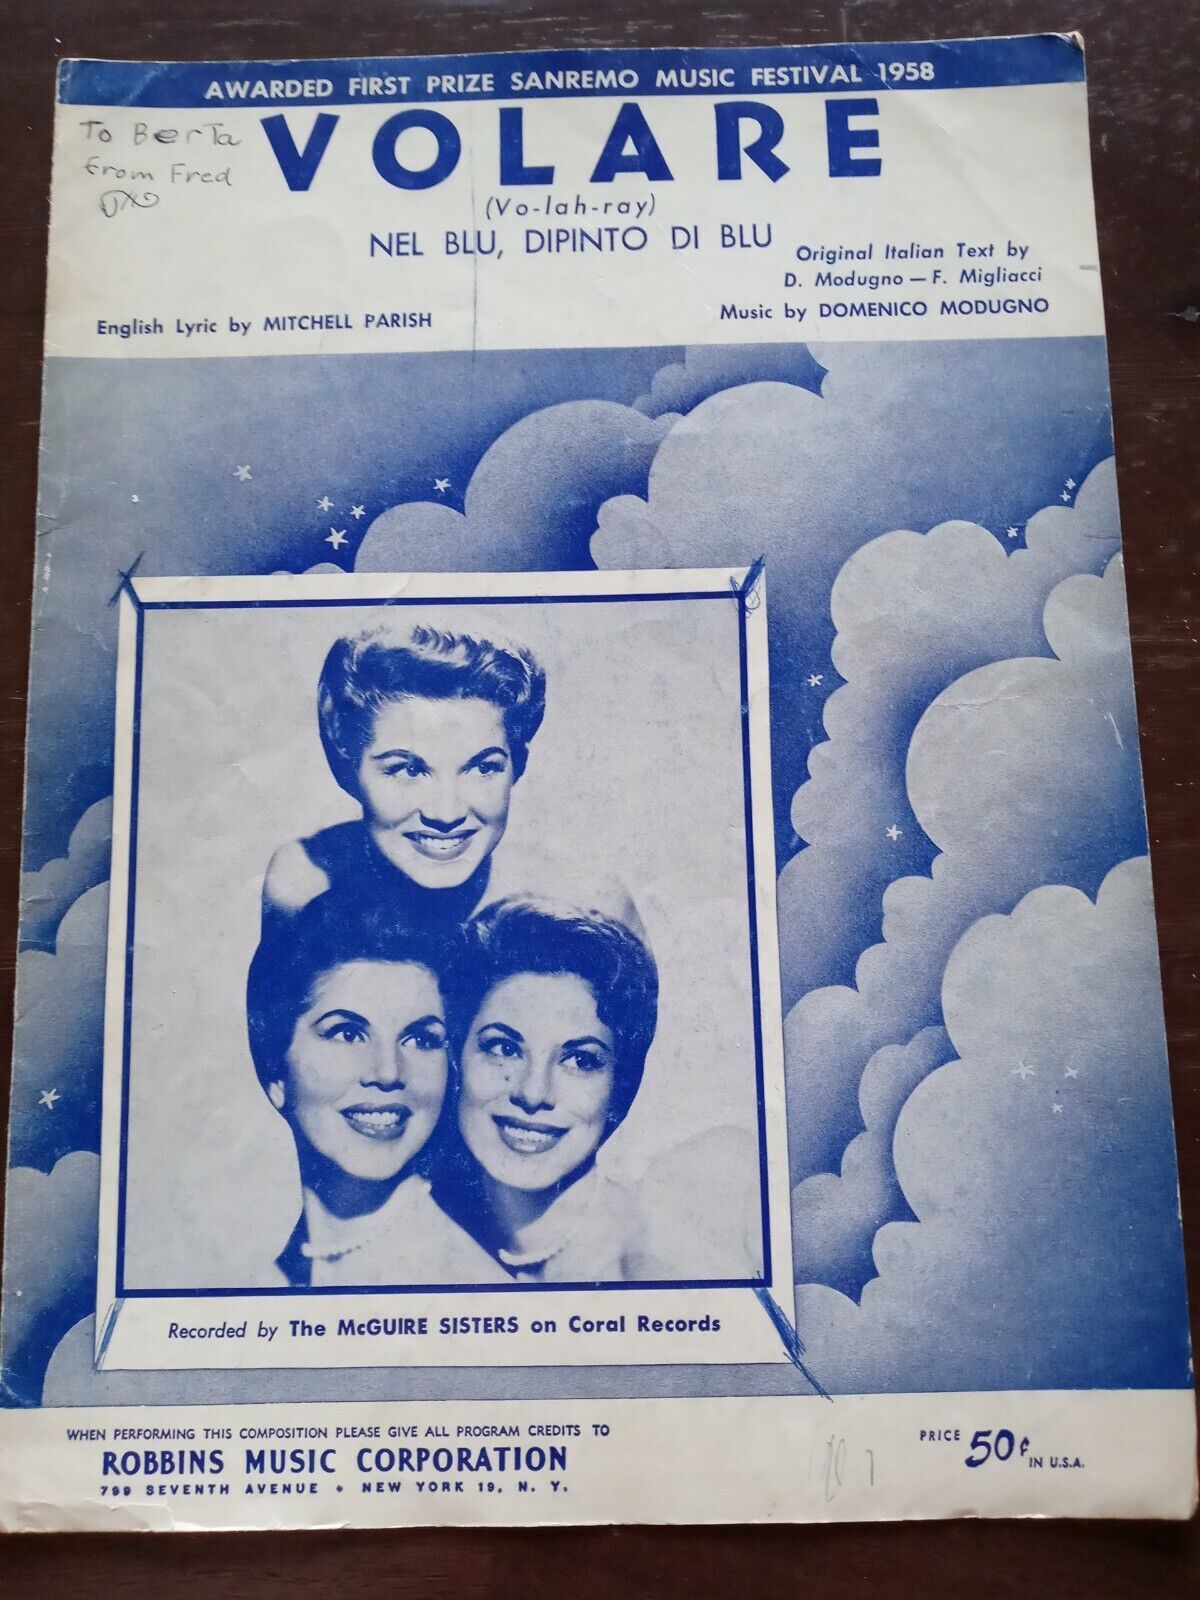 AWARDED FIRST PRIZE SANREMO MUSIC FESTIVAL 1958
To Berta
from Fred
VOLARE
(Vo-lah-ray)
NEL BLU, DIPINTO DI BLU
Original Italian Text by
D. Modugno — F. Migliacci
English Lyric by MITCHELL PARISH
Music by DOMENICO MODUGNO
Recorded by The McGUIRE SISTERS on Coral Records
WHEN PERFORMING THIS COMPOSITION PLEASE GIVE ALL PROGRAM CREDITS TO
ROBBINS MUSIC CORPORATION
799 SEVENTH AVENUE • NEW YORK 19, N. Y.
PRICE 50¢ IN U.S.A.